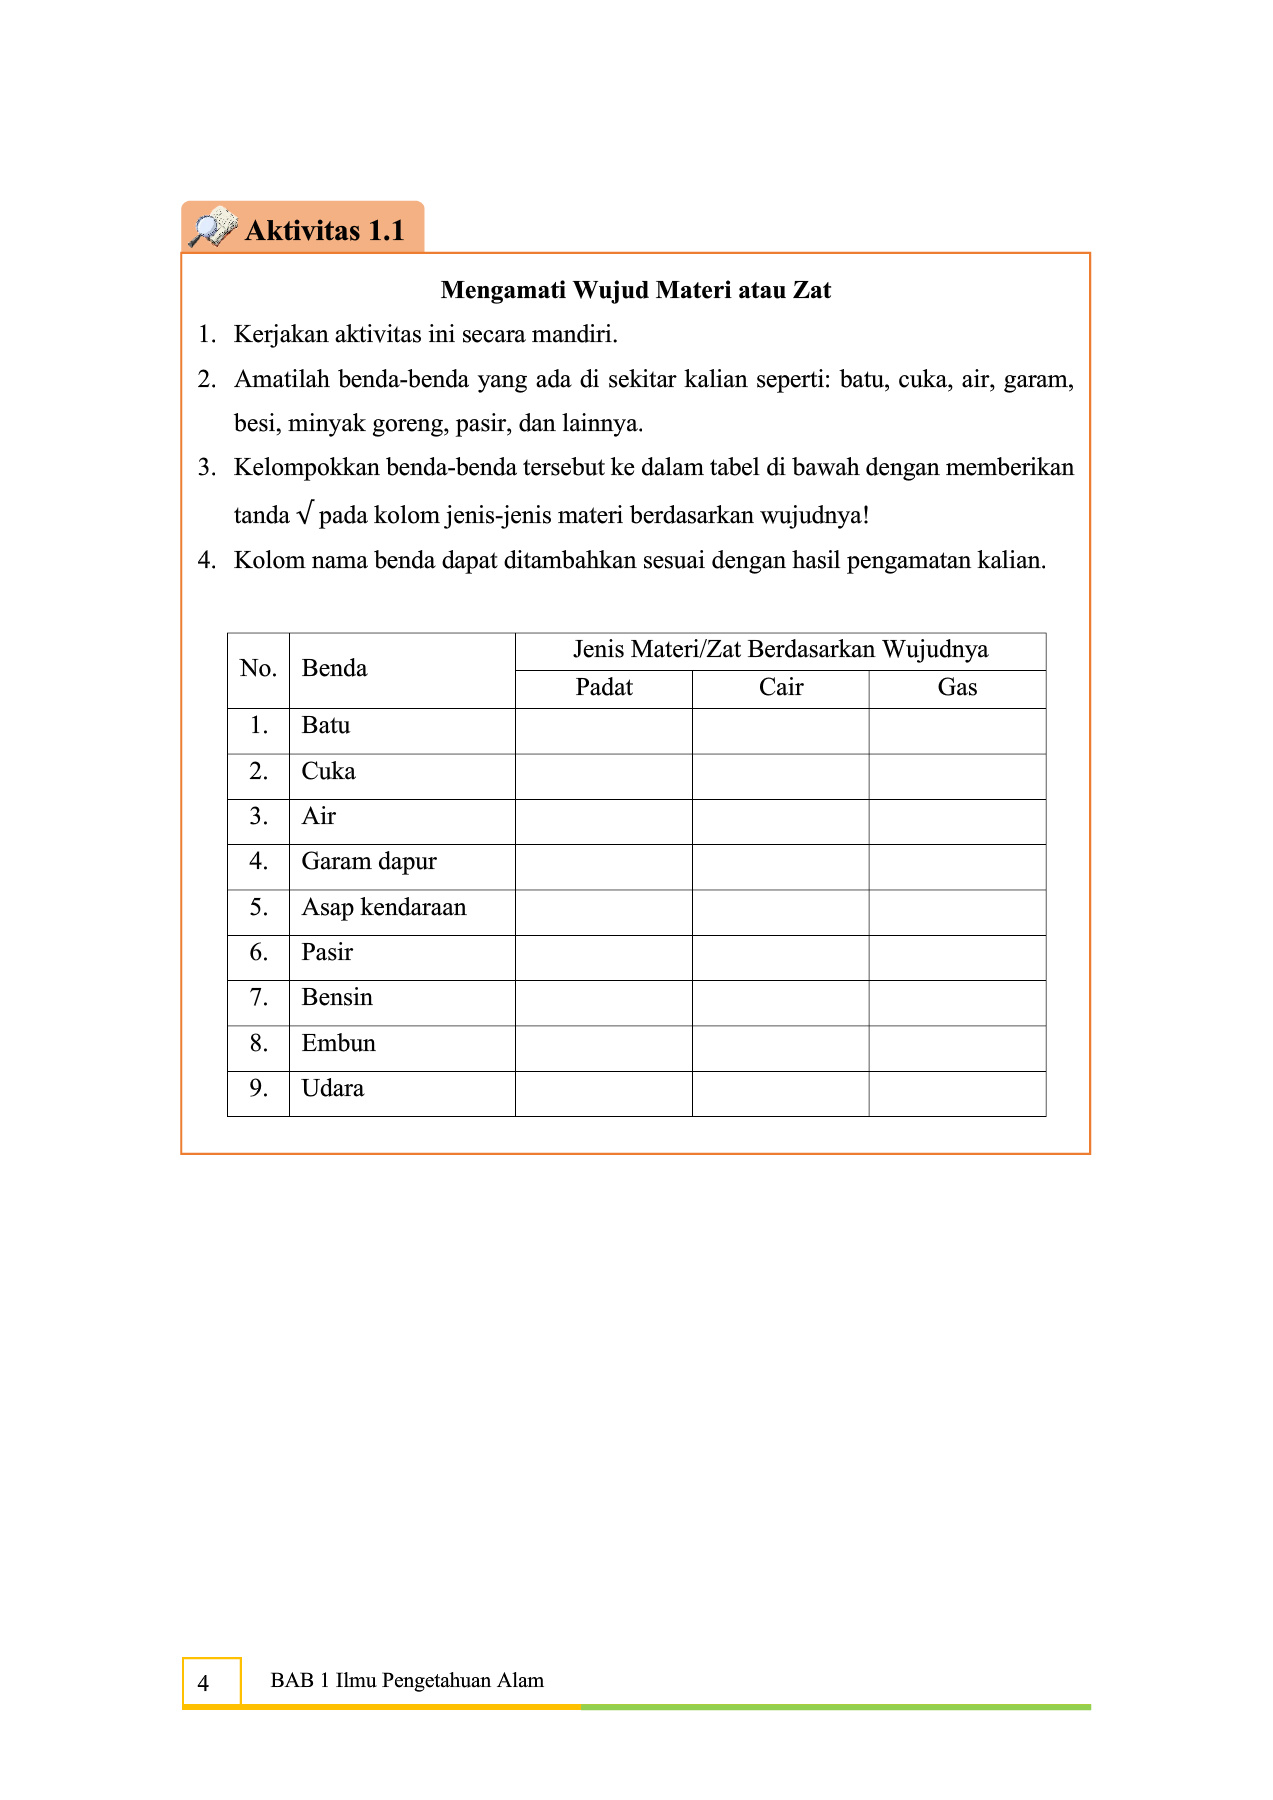 Aktivitas 1.1
Mengamati Wujud Materi atau Zat
1. Kerjakan aktivitas ini secara mandiri.
2. Amatilah benda-benda yang ada di sekitar kalian seperti: batu, cuka, air, garam,
besi, minyak goreng, pasir, dan lainnya.
3. Kelompokkan benda-benda tersebut ke dalam tabel di bawah dengan memberikan
tanda √ pada kolom jenis-jenis materi berdasarkan wujudnya!
4. Kolom nama benda dapat ditambahkan sesuai dengan hasil pengamatan kalian.
No. Benda Jenis Materi/Zat Berdasarkan Wujudnya
Padat Cair Gas
1. Batu
2. Cuka
3. Air
4. Garam dapur
5. Asap kendaraan
6. Pasir
7. Bensin
8. Embun
9. Udara
4 BAB 1 Ilmu Pengetahuan Alam